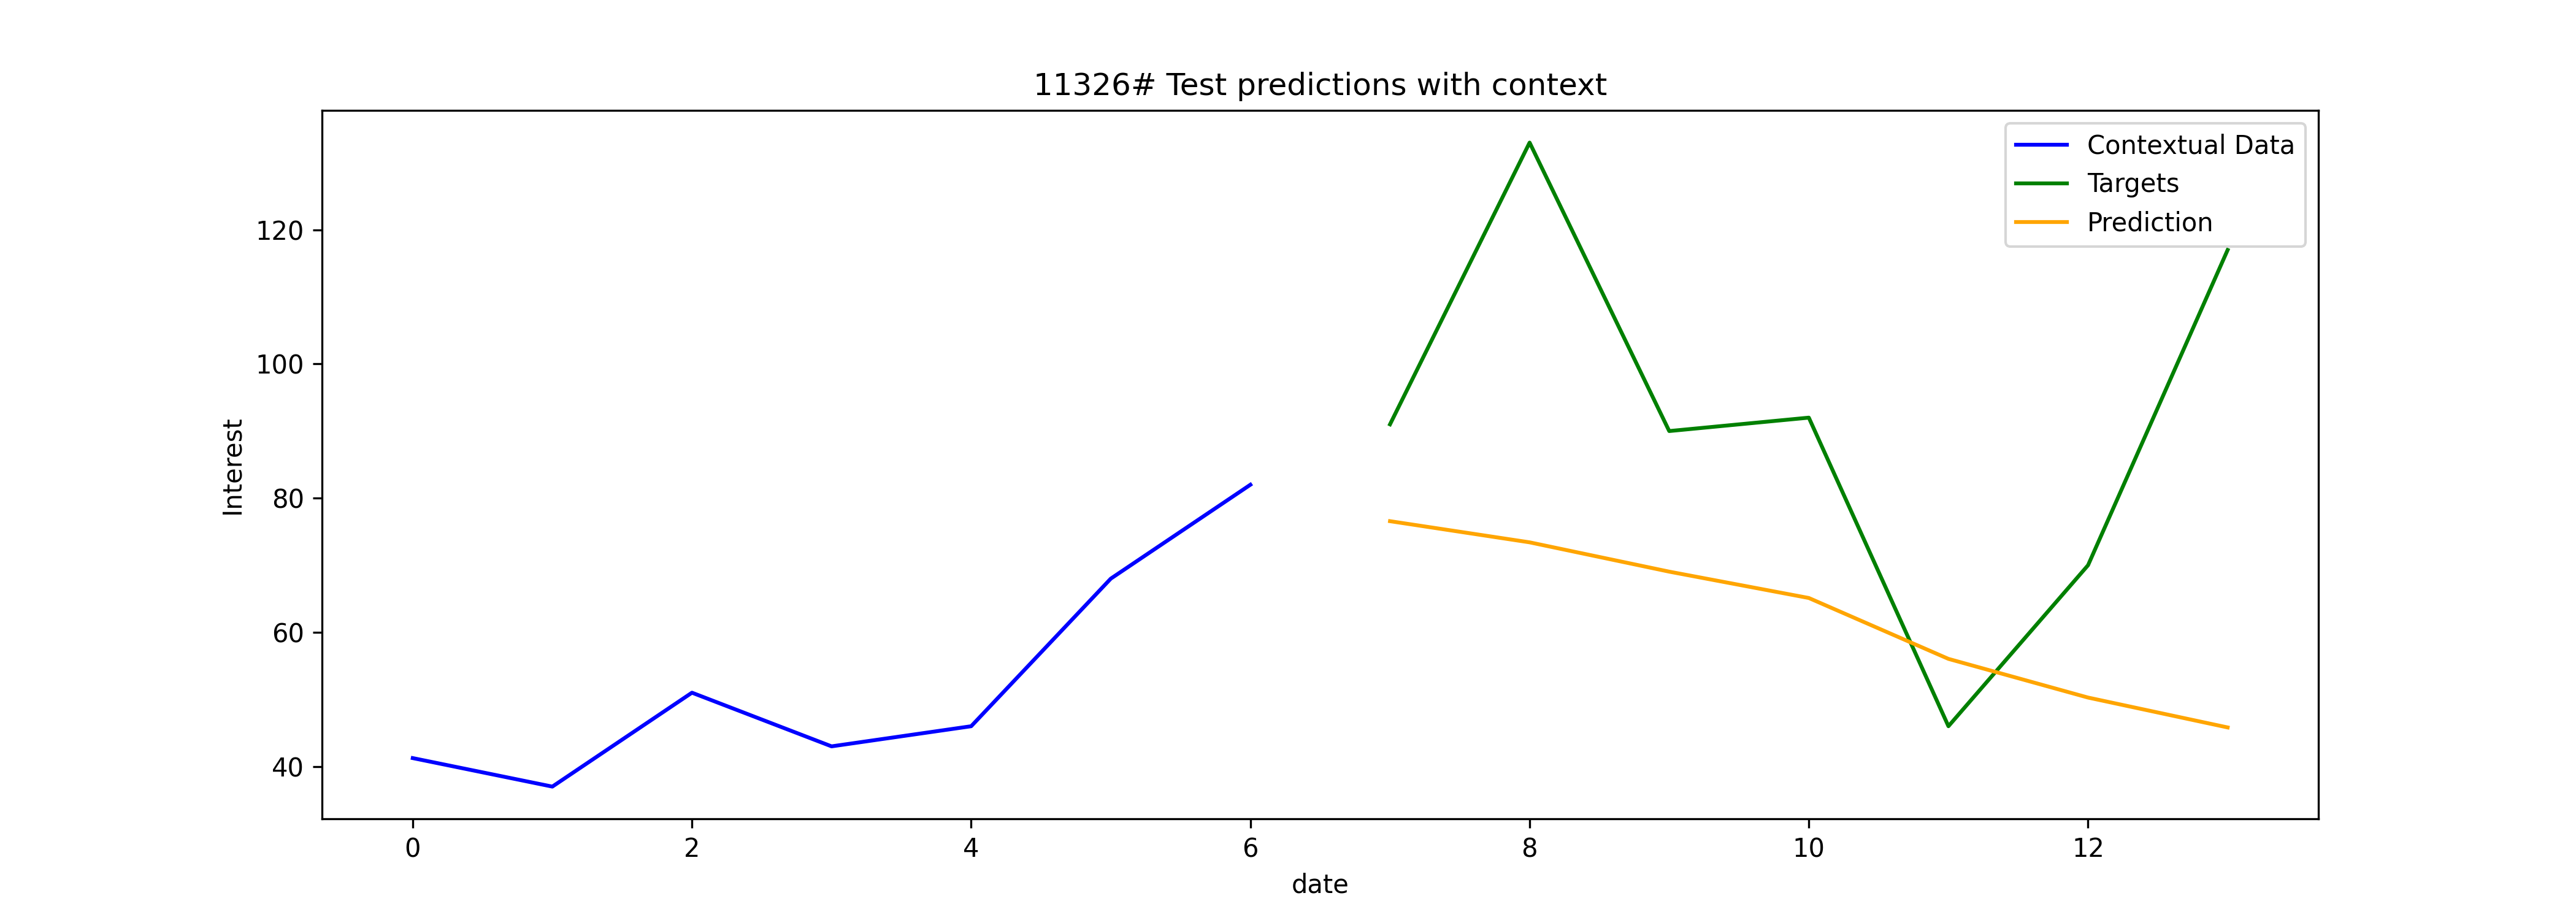 11326# Test predictions with context
Contextual Data
Targets
Prediction
Interest
120
100
80
60
40
0 2 4 6 8 10 12
date